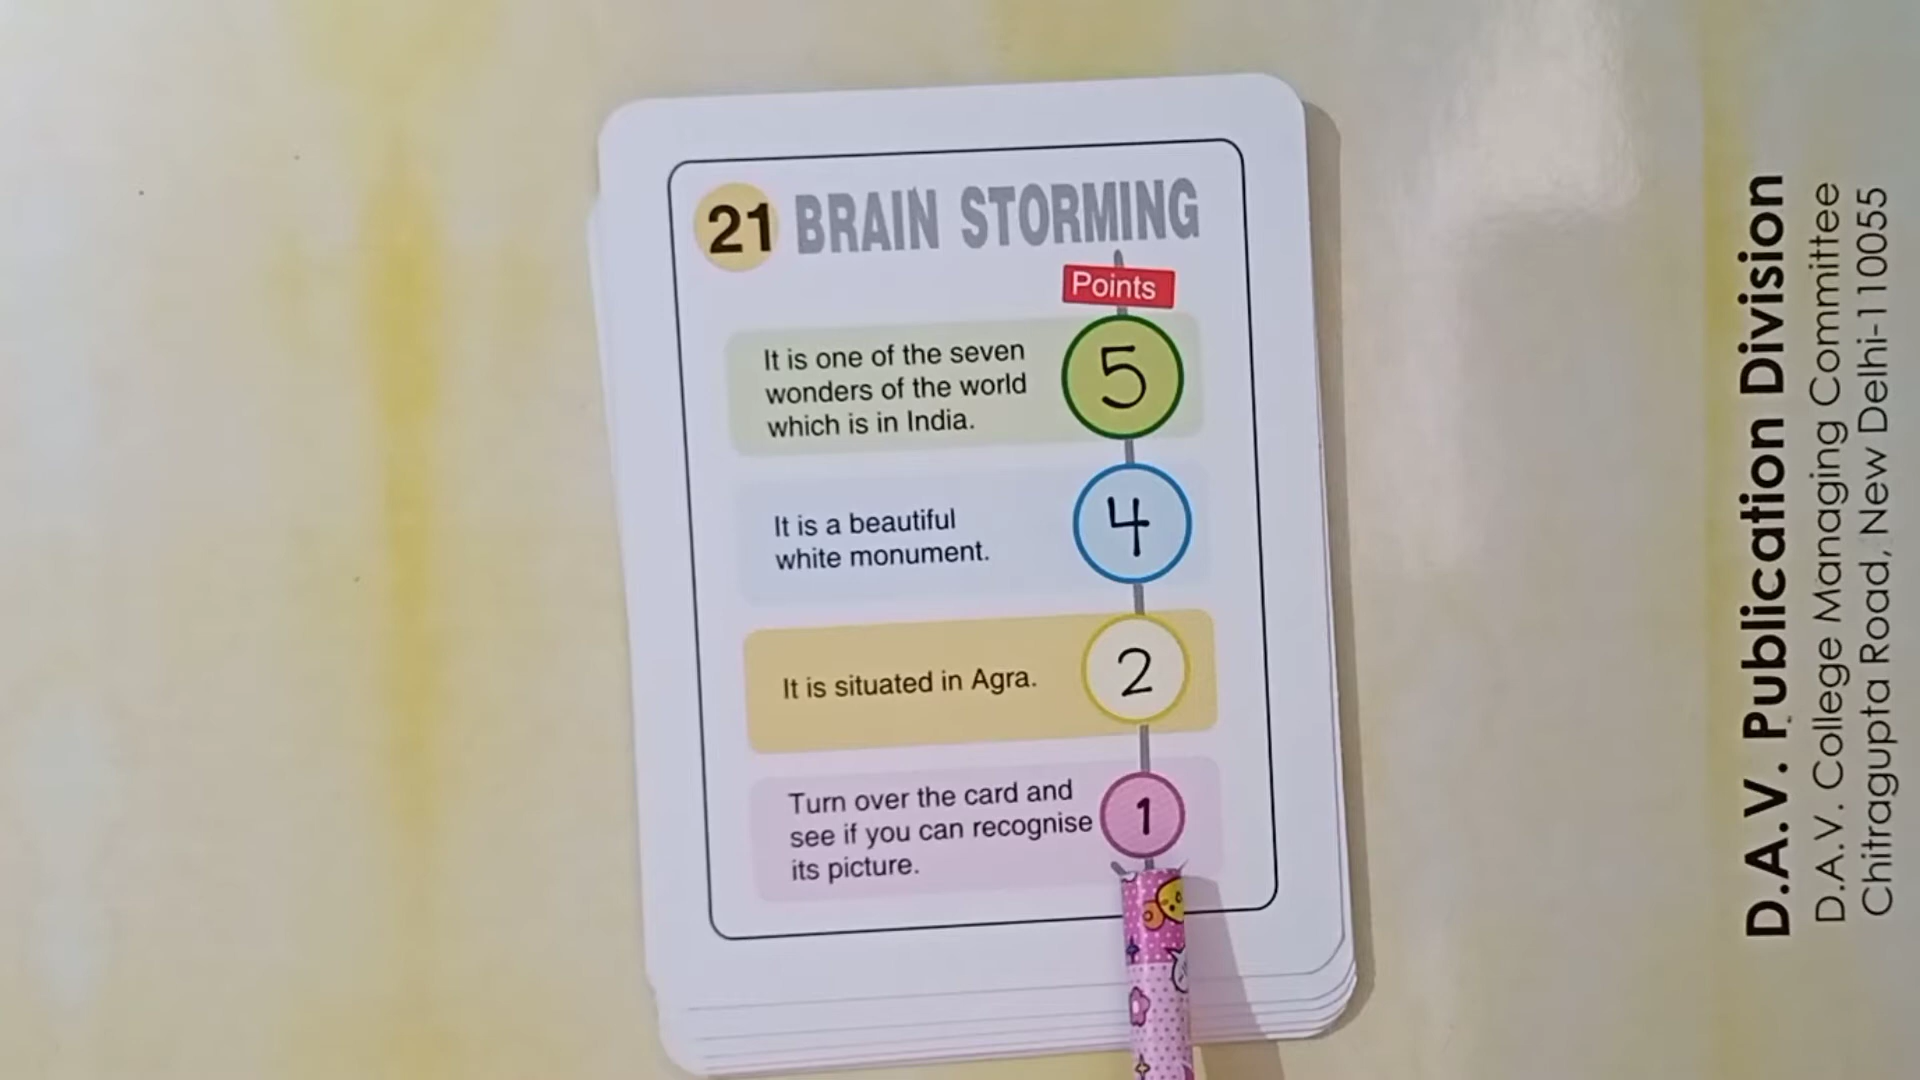 21 BRAIN STORMING
Points
It is one of the seven
wonders of the world
which is in India.
5
It is a beautiful
white monument.
4
It is situated in Agra.
2
Turn over the card and
see if you can recognise
its picture.
1
D.A.V. Publication Division
D.A.V. College Managing Committee
Chitragupta Road, New Delhi-110055